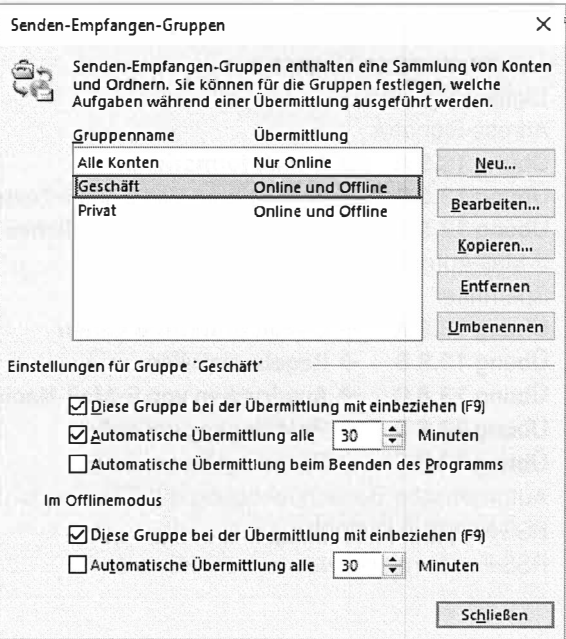 Senden-Empfangen-Gruppen
Senden-Empfangen-Gruppen enthalten eine Sammlung von Konten
und Ordnern. Sie können für die Gruppen festlegen, welche
Aufgaben während einer Übermittlung ausgeführt werden.
Gruppenname Übermittlung
Alle Konten Nur Online
Geschäft Online und Offline
Privat Online und Offline
Neu...
Bearbeiten...
Kopieren...
Entfernen
Umbenennen
Einstellungen für Gruppe 'Geschäft'
Diese Gruppe bei der Übermittlung mit einbeziehen (F9)
Automatische Übermittlung alle 30 Minuten
Automatische Übermittlung beim Beenden des Programms
Im Offlinemodus
Diese Gruppe bei der Übermittlung mit einbeziehen (F9)
Automatische Übermittlung alle 30 Minuten
Schließen